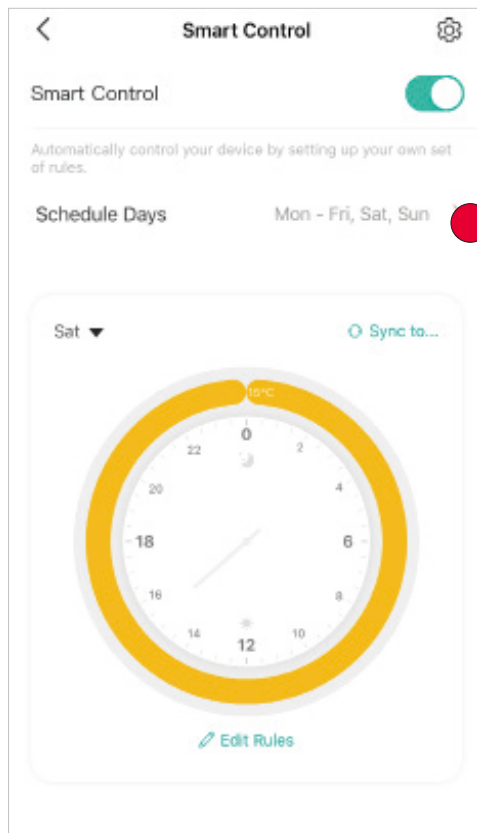 Smart Control
Smart Control
Automatically control your device by setting up your own set
of rules.
Schedule Days Mon - Fri, Sat, Sun
Sat Sync to...
15°C
0
22 2
20 4
18 6
16 8
14 10
12
Edit Rules